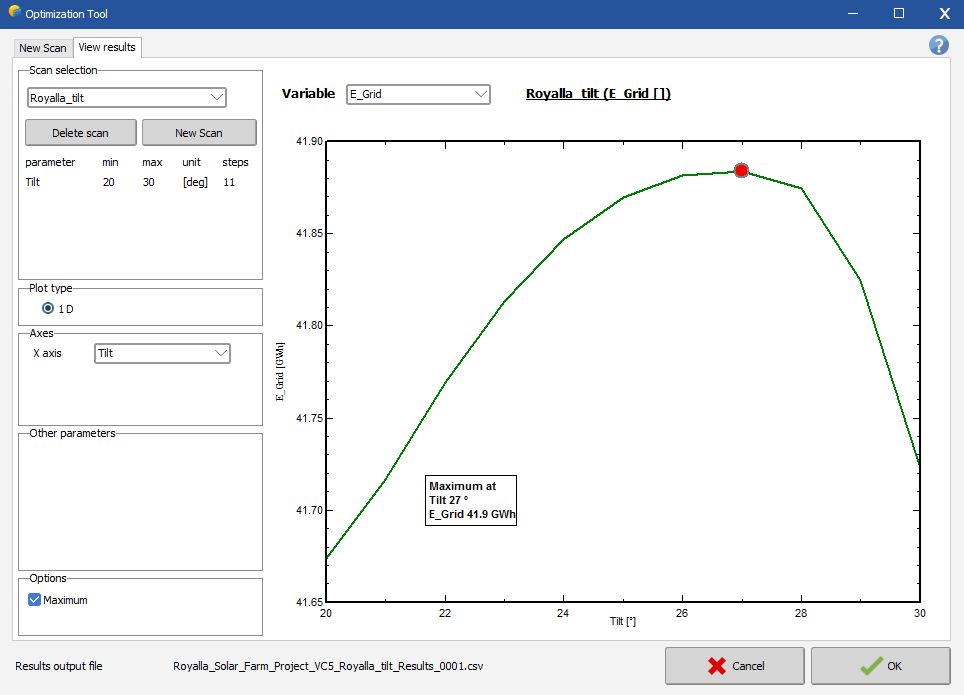 Optimization Tool
New Scan
View results
Scan selection
Royalla_tilt
Delete scan
New Scan
parameter min max unit steps
Tilt 20 30 [deg] 11
Plot type
1 D
Axes
X axis
Tilt
Other parameters
Options
Maximum
Variable
E_Grid
Royalla_tilt (E_Grid [])
41.90
41.85
41.80
41.75
41.70
41.65
E_Grid [GWh]
Maximum at
Tilt 27 °
E_Grid 41.9 GWh
20 22 24 26 28 30
Tilt [°]
Results output file
Royalla_Solar_Farm_Project_VC5_Royalla_tilt_Results_0001.csv
Cancel
OK